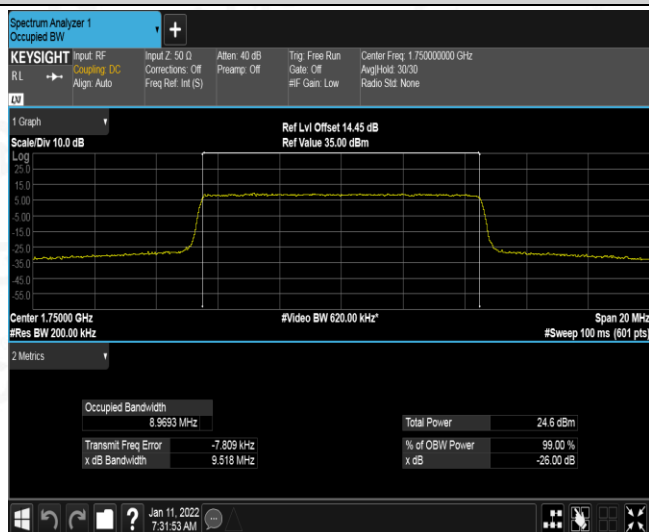 Spectrum Analyzer 1
Occupied BW
+
KEYSIGHT Input: RF Input Z: 50 Ω Atten: 40 dB Trig: Free Run Center Freq: 1.750000000 GHz
RL Coupling: DC Corrections: Off Preamp: Off Gate: Off Avg|Hold: 30/30
Align: Auto Freq Ref: Int (S) #IF Gain: Low Radio Std: None
LXI
1 Graph Ref Lvl Offset 14.45 dB
Scale/Div 10.0 dB Ref Value 35.00 dBm
Log
25.0
15.0
5.00
-5.00
-15.0
-25.0
-35.0
-45.0
-55.0
Center 1.75000 GHz #Video BW 620.00 kHz* Span 20 MHz
#Res BW 200.00 kHz #Sweep 100 ms (601 pts)
2 Metrics
Occupied Bandwidth
8.9693 MHz Total Power 24.6 dBm
Transmit Freq Error -7.809 kHz % of OBW Power 99.00 %
x dB Bandwidth 9.518 MHz x dB -26.00 dB
? Jan 11, 2022
7:31:53 AM